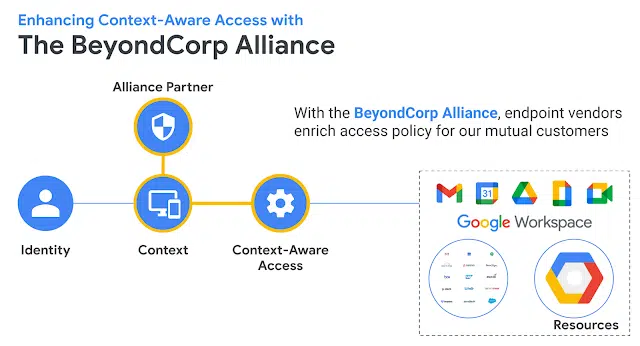 Enhancing Context-Aware Access with
The BeyondCorp Alliance
Alliance Partner
With the BeyondCorp Alliance, endpoint vendors
enrich access policy for our mutual customers
31
Google Workspace
Identity
Context
Context-Aware
Access
Resources